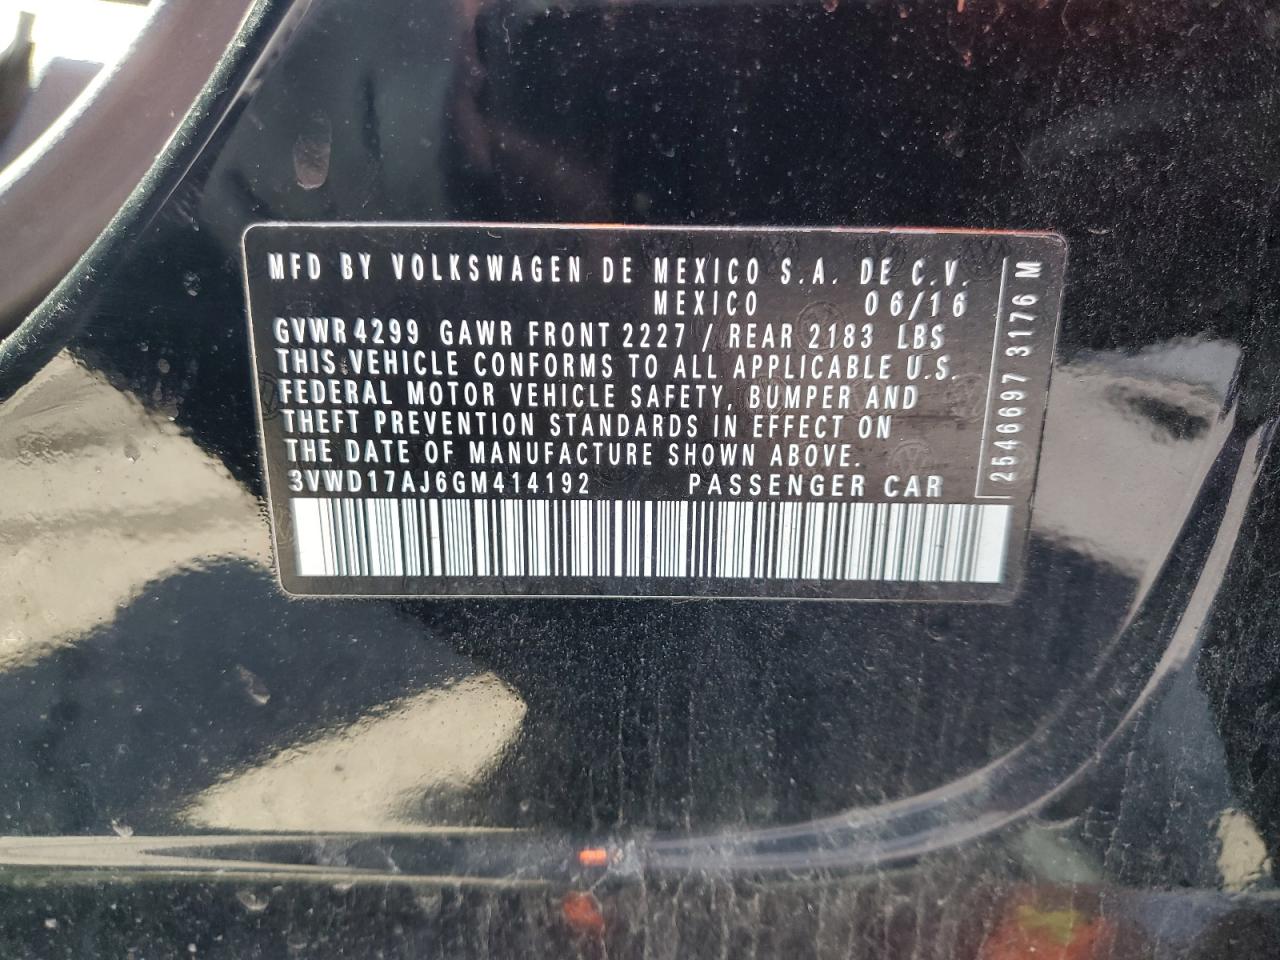 MFD BY VOLKSWAGEN DE MEXICO S.A. DE C.V.
MEXICO 06/16
GVWR 4299 GAWR FRONT 2227 / REAR 2183 LBS
THIS VEHICLE CONFORMS TO ALL APPLICABLE U.S.
FEDERAL MOTOR VEHICLE SAFETY, BUMPER AND
THEFT PREVENTION STANDARDS IN EFFECT ON
THE DATE OF MANUFACTURE SHOWN ABOVE.
3VWD17AJ6GM414192 PASSENGER CAR
2546697 3176 M